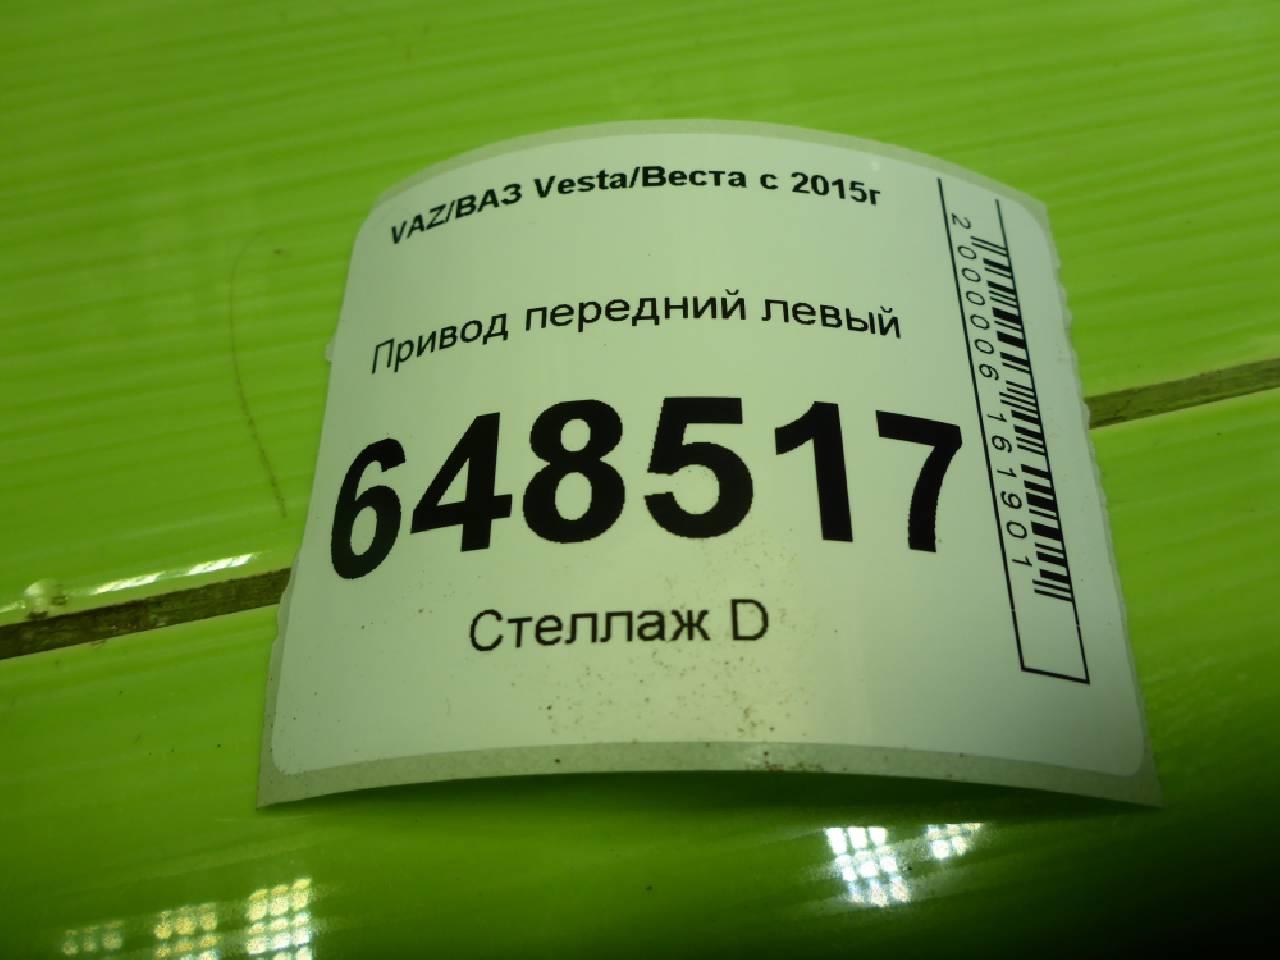 VAZ/ВАЗ Vesta/Веста с 2015г
Привод передний левый
648517
Стеллаж D
2000006161901